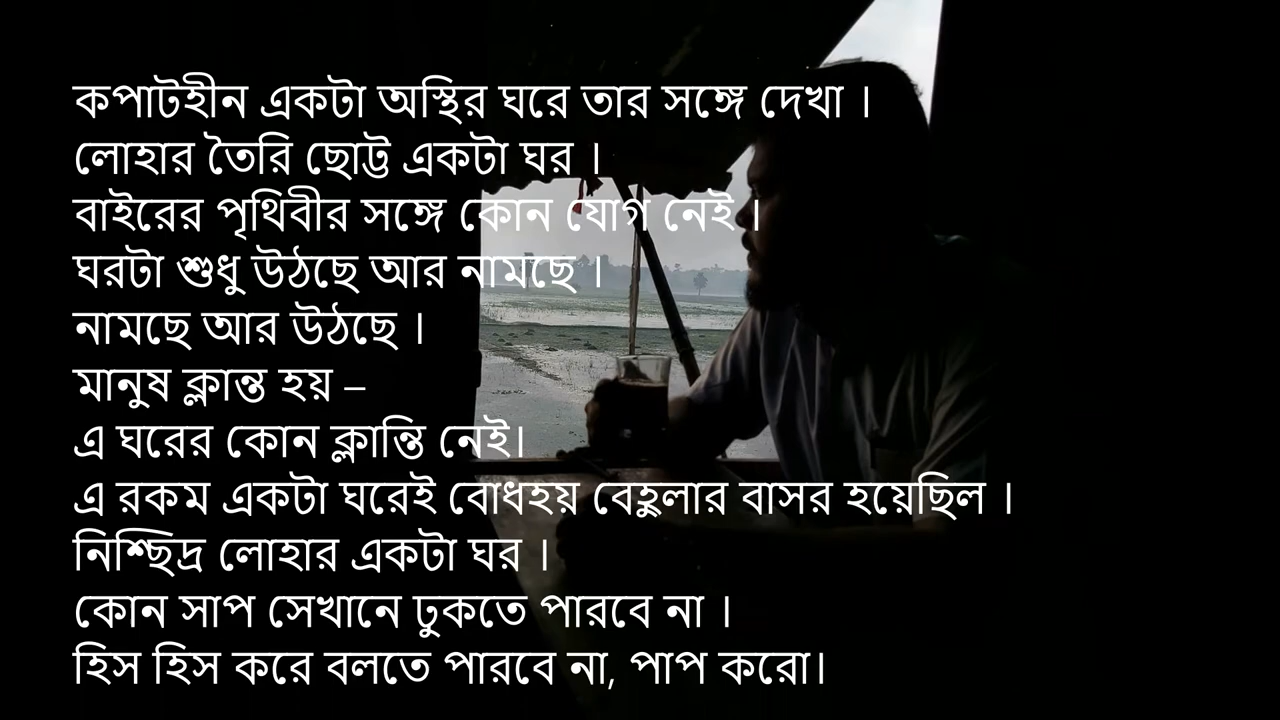 কপাটহীন একটা অস্থির ঘরে তার সঙ্গে দেখা ।
লোহার তৈরি ছোট্ট একটা ঘর ।
বাইরের পৃথিবীর সঙ্গে কোন যোগ নেই ।
ঘরটা শুধু উঠছে আর নামছে ।
নামছে আর উঠছে ।
মানুষ ক্লান্ত হয় –
এ ঘরের কোন ক্লান্তি নেই।
এ রকম একটা ঘরেই বোধহয় বেহুলার বাসর হয়েছিল ।
নিশ্ছিদ্র লোহার একটা ঘর ।
কোন সাপ সেখানে ঢুকতে পারবে না ।
হিস হিস করে বলতে পারবে না, পাপ করো।